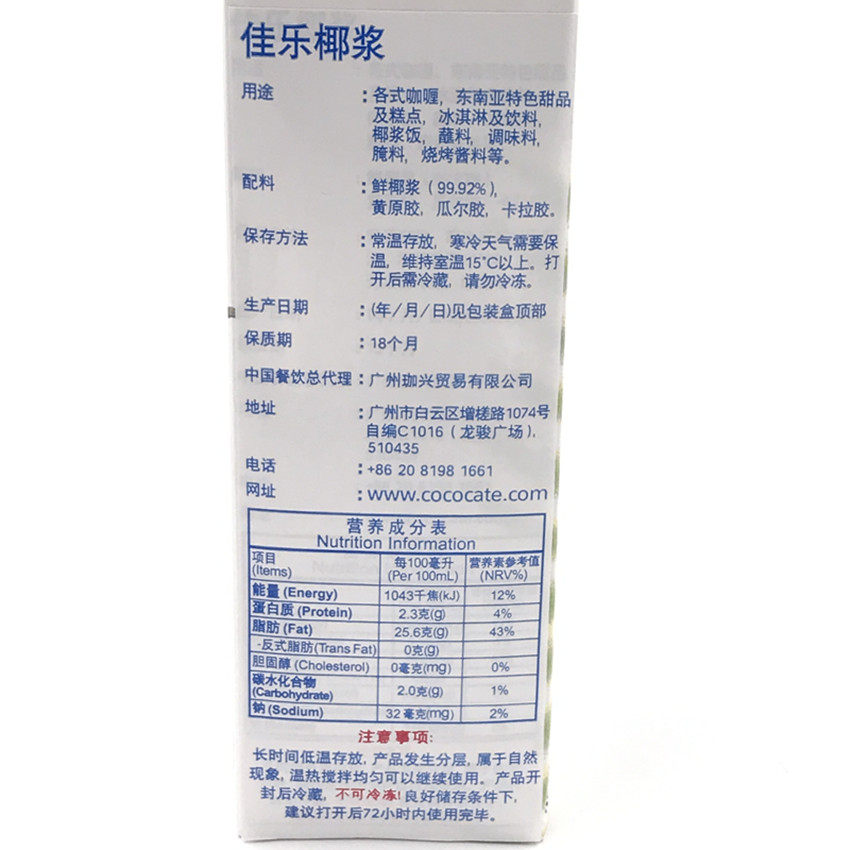 佳乐椰浆
用途 : 各式咖喱, 东南亚特色甜品
及糕点, 冰淇淋及饮料,
椰浆饭, 蘸料, 调味料,
腌料, 烧烤酱料等。
配料 : 鲜椰浆 (99.92%),
黄原胶, 瓜尔胶, 卡拉胶。
保存方法 : 常温存放, 寒冷天气需要保
温, 维持室温15°C以上。打
开后需冷藏, 请勿冷冻。
生产日期 : (年/月/日)见包装盒顶部
保质期 : 18个月
中国餐饮总代理 : 广州珈兴贸易有限公司
地址 : 广州市白云区增槎路1074号
自编C1016 (龙骏广场),
510435
电话 : +86 20 8198 1661
网址 : www.cococate.com
营养成分表
Nutrition Information
项目 每100毫升 营养素参考值
(Items) (Per 100mL) (NRV%)
能量 (Energy) 1043千焦(kJ) 12%
蛋白质 (Protein) 2.3克(g) 4%
脂肪 (Fat) 25.6克(g) 43%
-反式脂肪(Trans Fat) 0克(g)
胆固醇 (Cholesterol) 0毫克(mg) 0%
碳水化合物
(Carbohydrate) 2.0克(g) 1%
钠 (Sodium) 32毫克(mg) 2%
注意事项:
长时间低温存放, 产品发生分层, 属于自然
现象, 温热搅拌均匀可以继续使用。产品开
封后冷藏, 不可冷冻! 良好储存条件下,
建议打开后72小时内使用完毕。